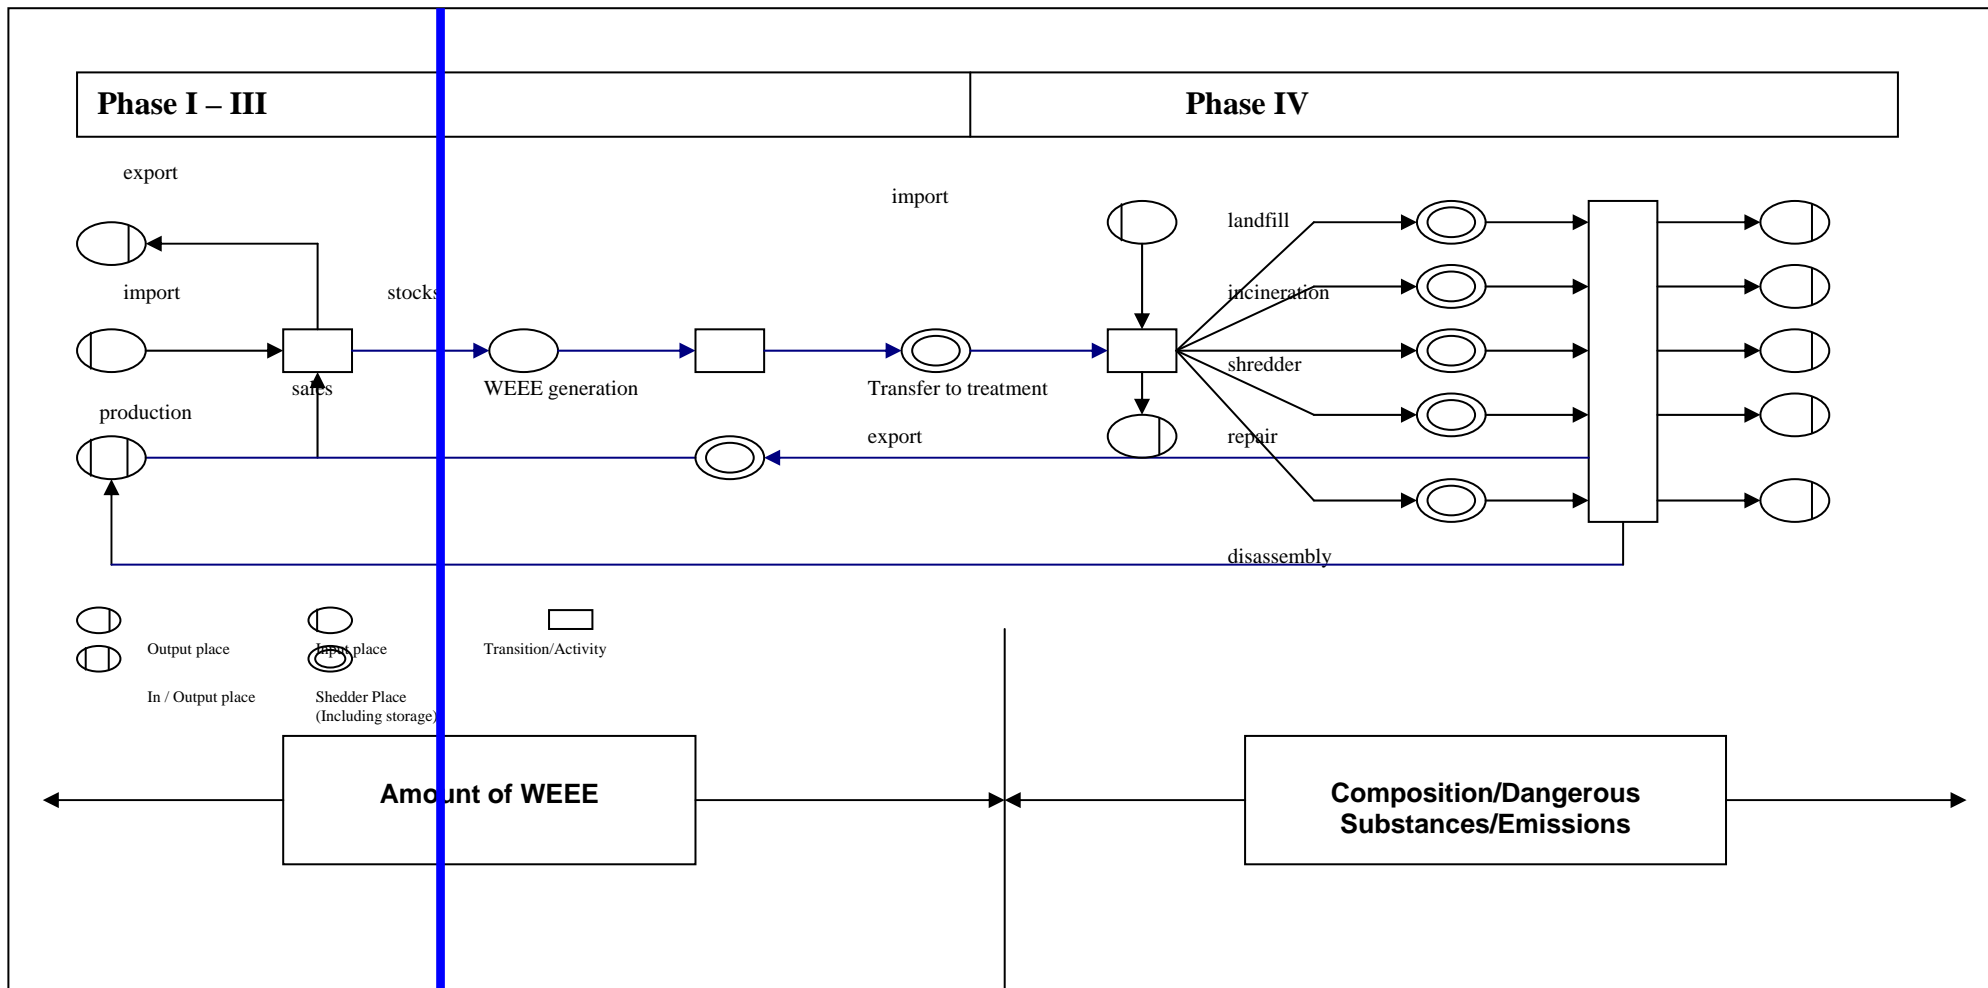 Phase I – III
Phase IV
export
import
landfill
import
stocks
incineration
sales
WEEE generation
Transfer to treatment
shredder
production
export
repair
disassembly
Output place
Input place
Transition/Activity
In / Output place
Shedder Place
(Including storage)
Amount of WEEE
Composition/Dangerous
Substances/Emissions